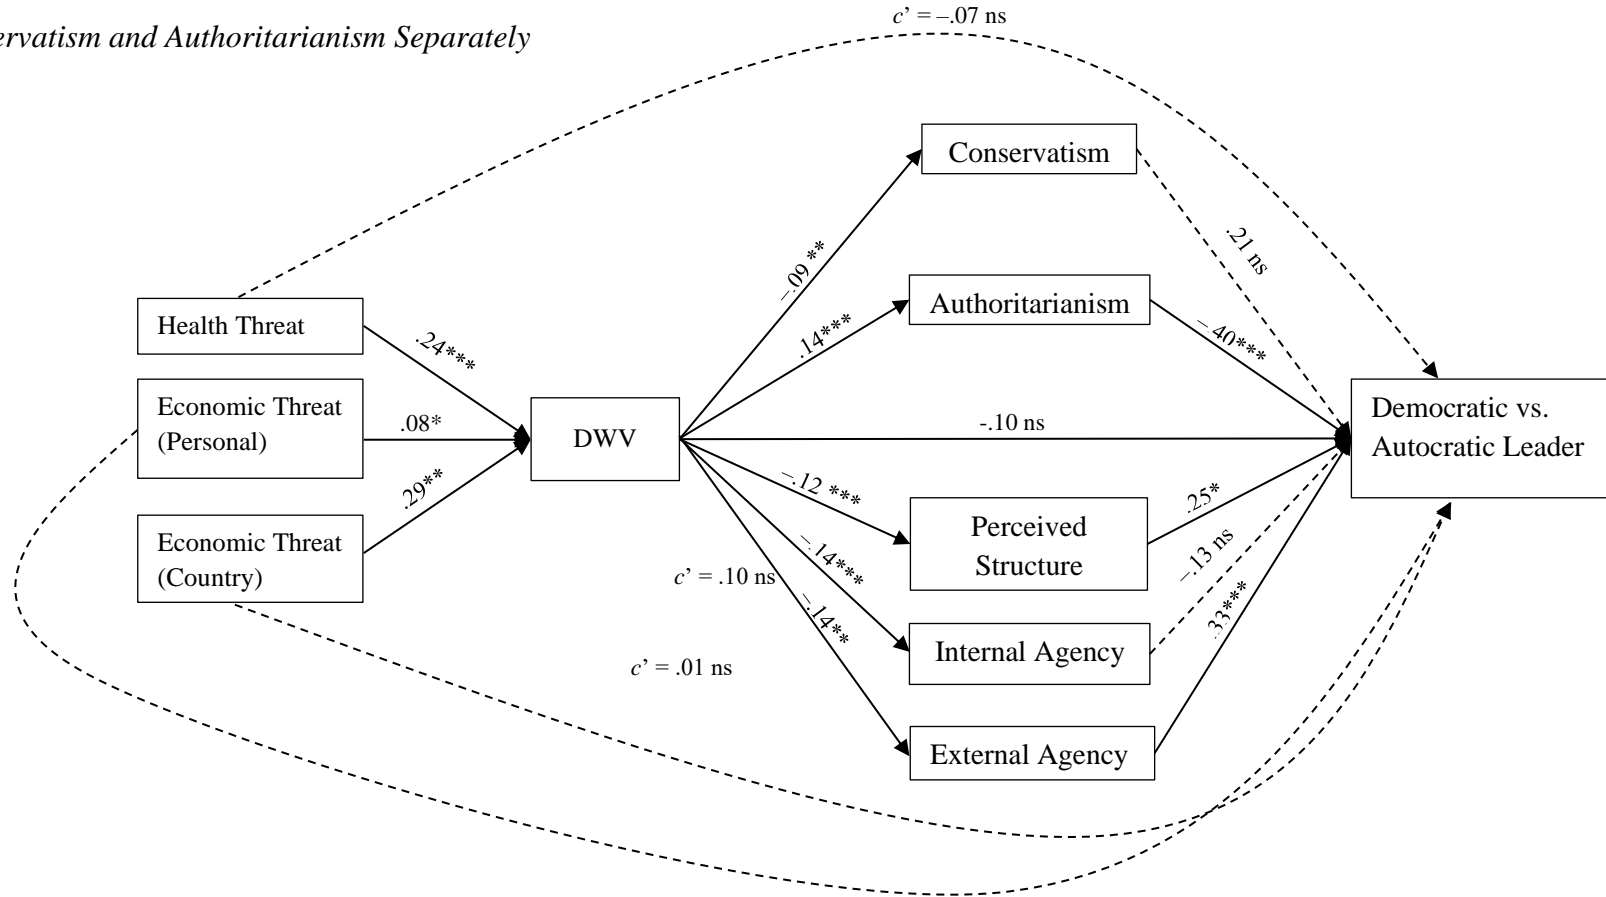 c’ = –.07 ns
ervatism and Authoritarianism Separately
Conservatism
.21 ns
–.09 **
Authoritarianism
Health Threat
.14***
–.40***
.24***
Economic Threat
(Personal)
.08*
DWV
-.10 ns
Democratic vs.
Autocratic Leader
.29**
–.12 ***
.25*
Economic Threat
(Country)
Perceived
Structure
–.14***
–.13 ns
c’ = .10 ns
–.14**
.33***
Internal Agency
c’ = .01 ns
External Agency